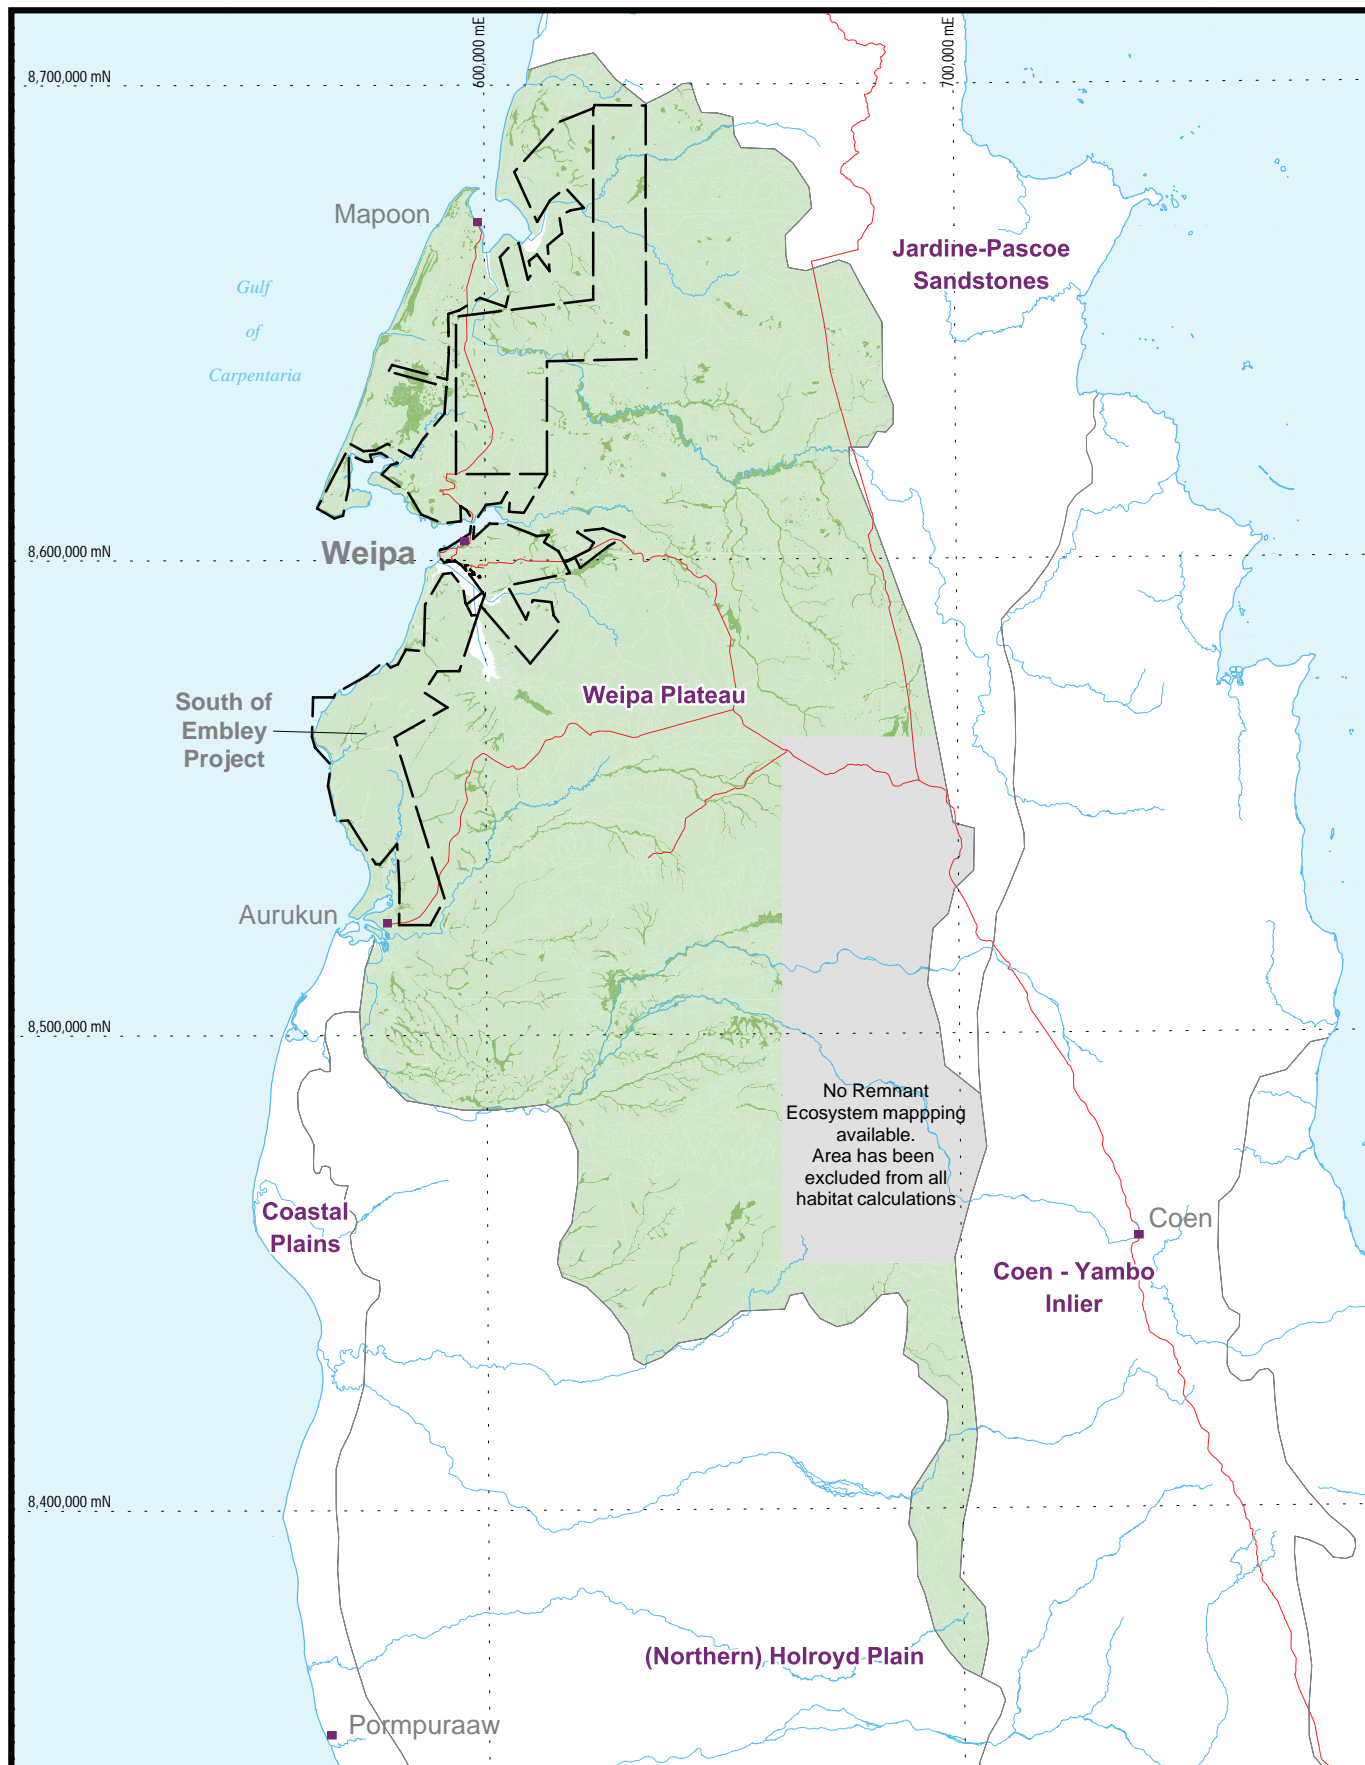 600,000 mE
700,000 mE
8,700,000 mN
Mapoon
Jardine-Pascoe
Sandstones
Gulf
of
Carpentaria
8,600,000 mN
Weipa
Weipa Plateau
South of
Embley
Project
Aurukun
8,500,000 mN
No Remnant
Ecosystem mappping
available.
Area has been
excluded from all
habitat calculations
Coastal
Plains
Coen
Coen - Yambo
Inlier
8,400,000 mN
(Northern) Holroyd Plain
Pormpuraaw